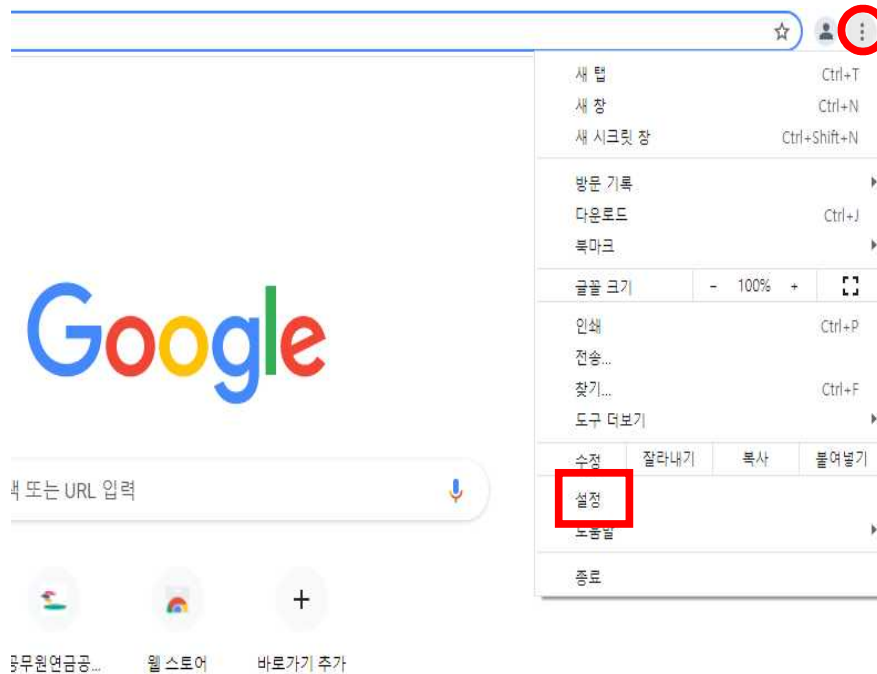 새 탭 Ctrl+T
새 창 Ctrl+N
새 시크릿 창 Ctrl+Shift+N
방문 기록
다운로드 Ctrl+J
북마크
글꼴 크기 - 100% +
인쇄 Ctrl+P
전송...
찾기... Ctrl+F
도구 더보기
수정 잘라내기 복사 붙여넣기
설정
도움말
종료
Google
또는 URL 입력
공무원연금공... 웹 스토어 바로가기 추가